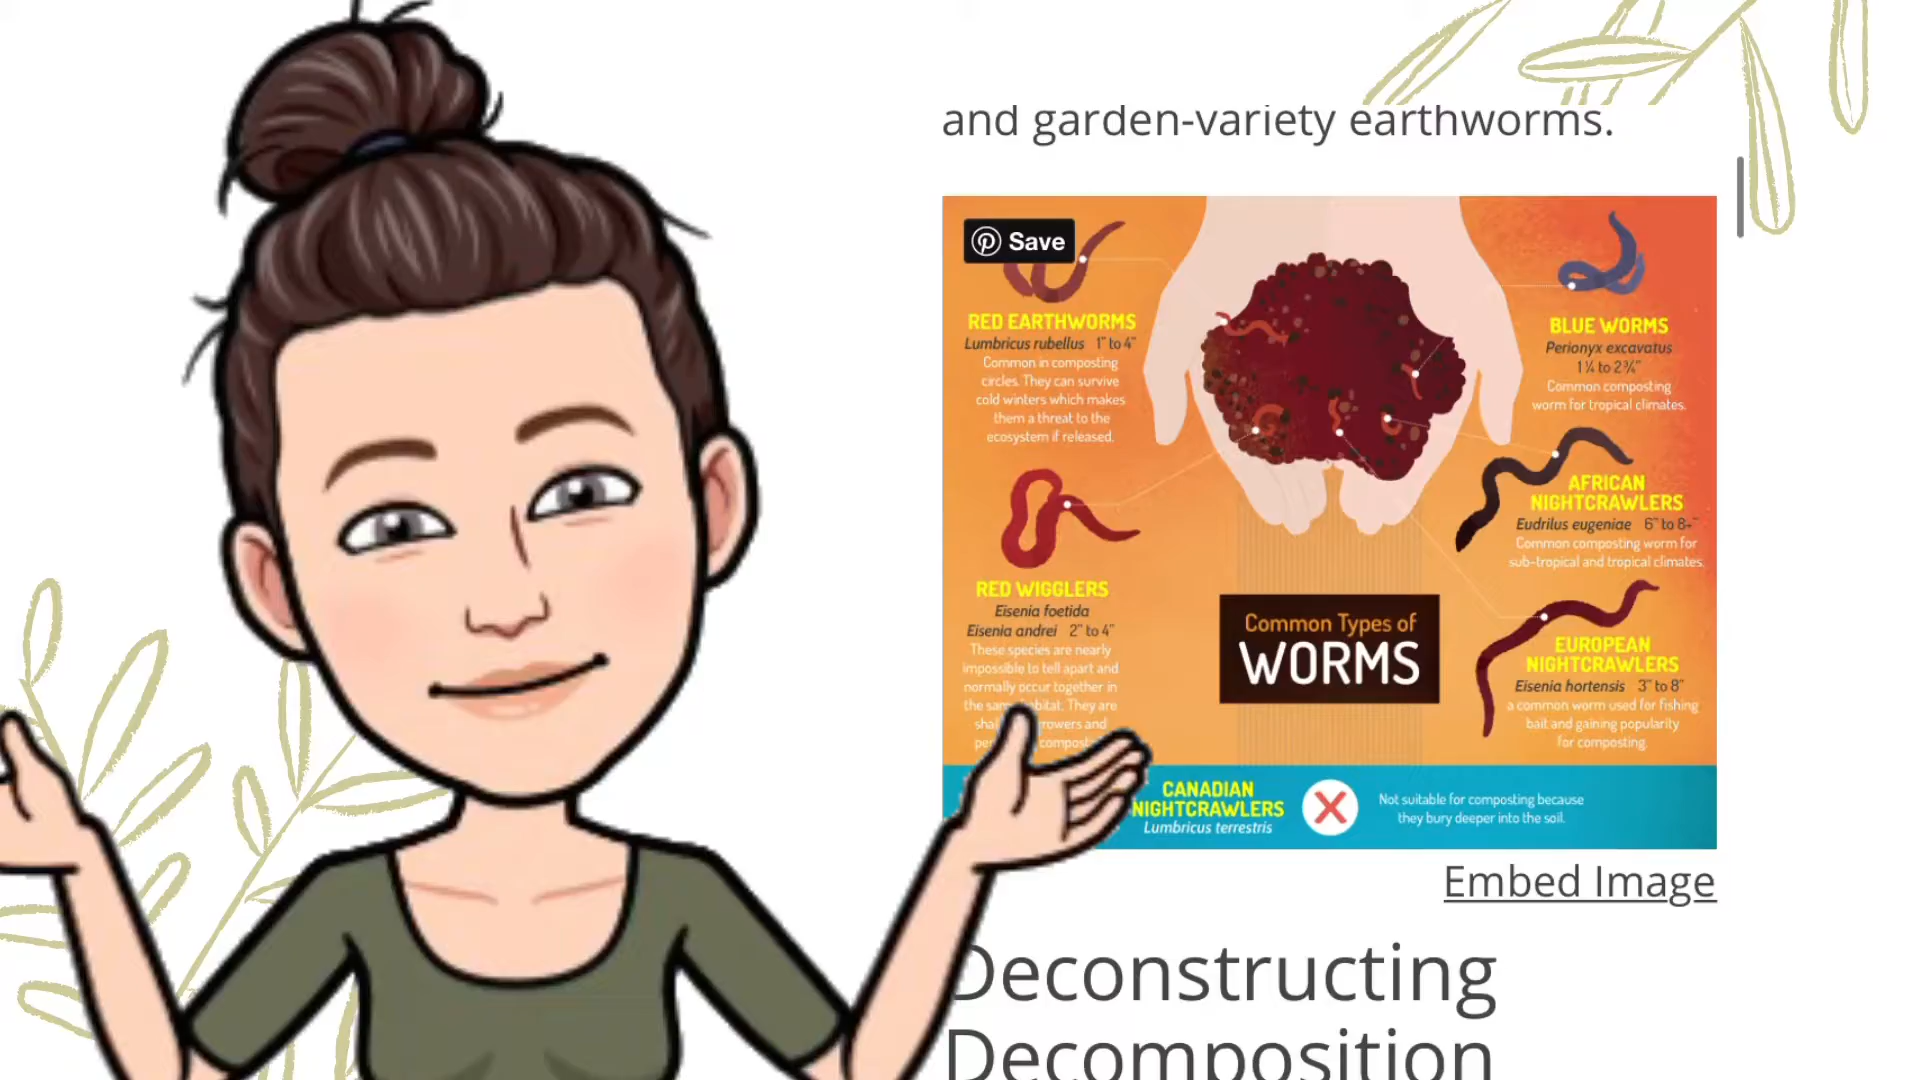 and garden-variety earthworms.
Save
RED EARTHWORMS
Lumbricus rubellus 1" to 4"
Common in composting
circles. They can survive
cold winters which makes
them a threat to the
ecosystem if released.
RED WIGGLERS
Eisenia foetida
Eisenia andrei 2" to 4"
These species are nearly
impossible to tell apart and
normally occur together in
the They are
and
BLUE WORMS
Perionyx excavatus
1 ¼ to 2 ¾"
Common composting
worm for tropical climates.
AFRICAN
NIGHTCRAWLERS
Eudrilus eugeniae 6" to 8+"
Common composting worm for
sub-tropical and tropical climates.
EUROPEAN
NIGHTCRAWLERS
Eisenia hortensis 3" to 8"
a common worm used for fishing
bait and gaining popularity
for composting.
Common Types of
WORMS
CANADIAN
NIGHTCRAWLERS
Lumbricus terrestris
X
Not suitable for composting because
they bury deeper into the soil.
Embed Image
Deconstructing
Decomposition